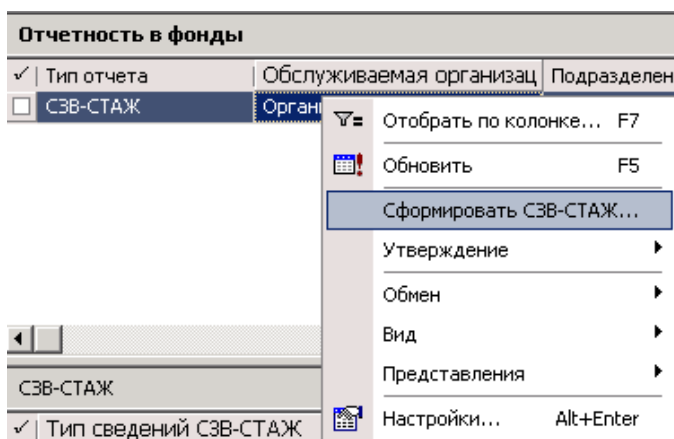 Отчетность в фонды
Тип отчета Обслуживаемая организац Подразделен
СЗВ-СТАЖ Органи
Отобрать по колонке... F7
Обновить F5
Сформировать СЗВ-СТАЖ...
Утверждение
Обмен
Вид
Представления
Настройки... Alt+Enter
СЗВ-СТАЖ
Тип сведений СЗВ-СТАЖ